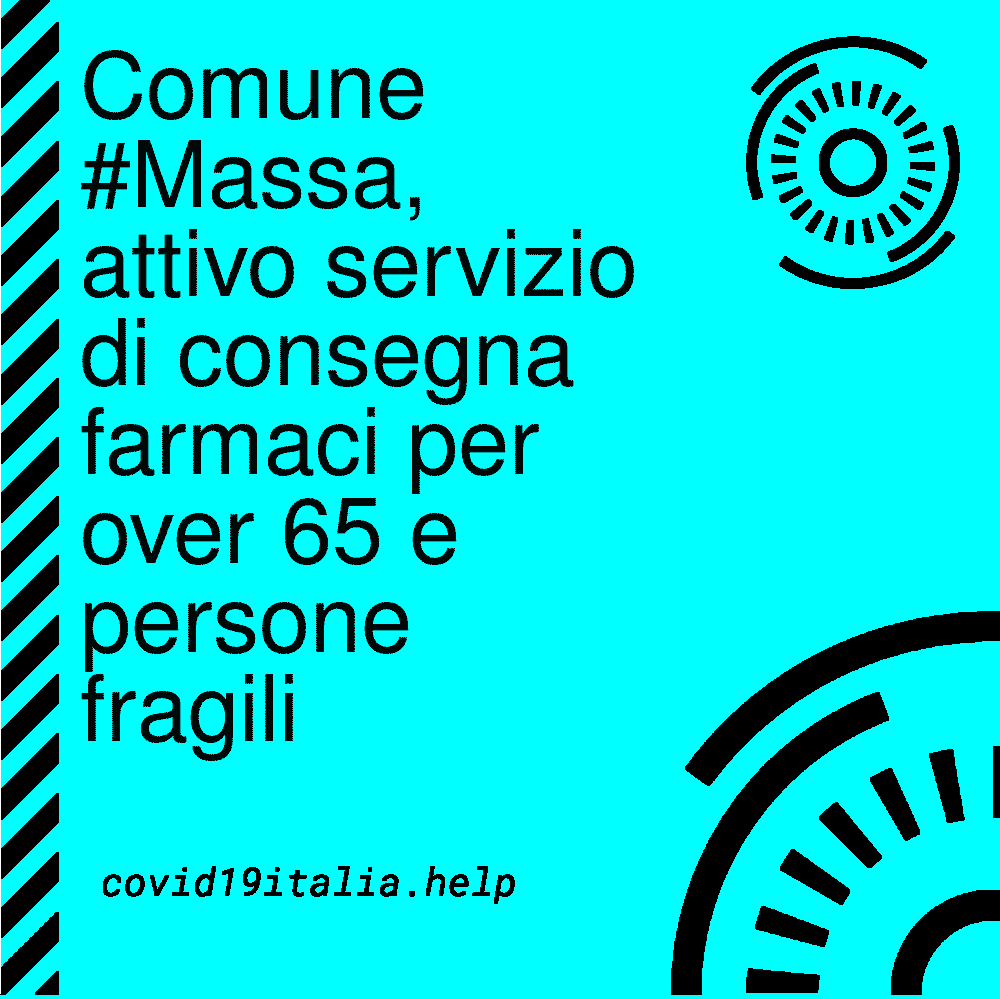 Comune
#Massa,
attivo servizio
di consegna
farmaci per
over 65 e
persone
fragili
covid19italia.help